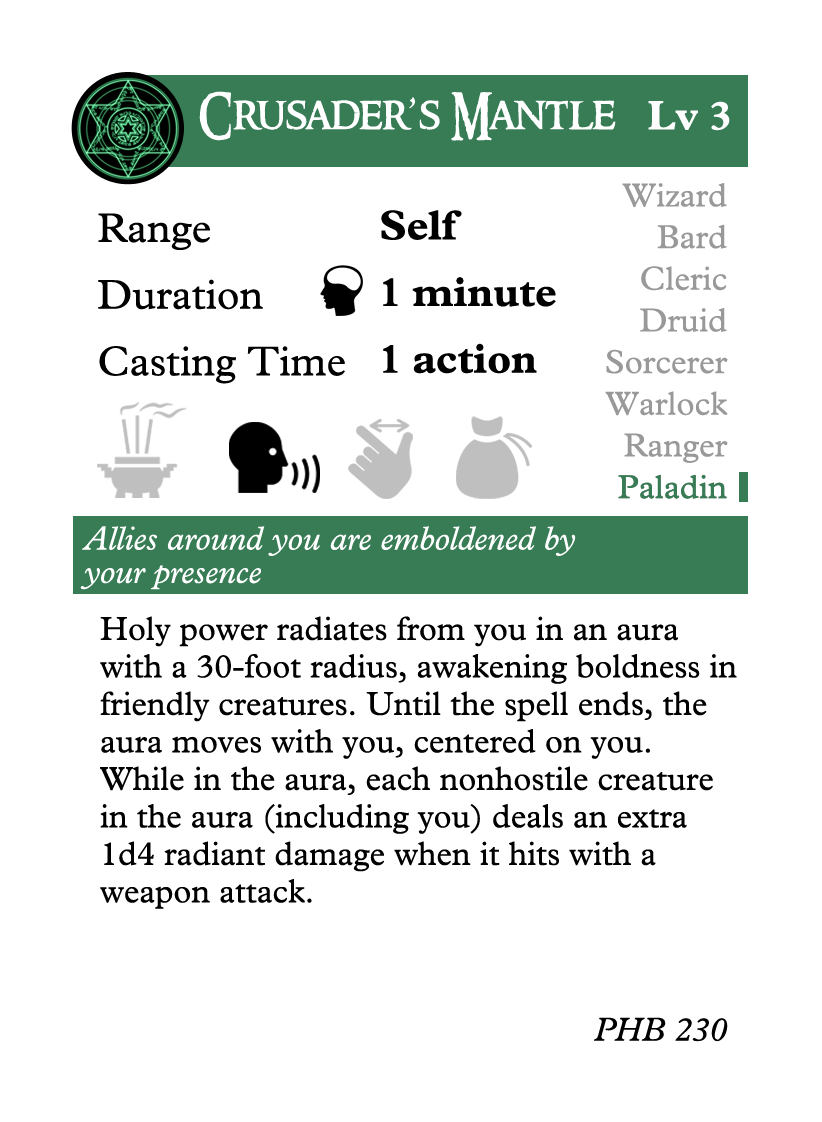 Crusader's Mantle Lv 3
Range Self
Duration 1 minute
Casting Time 1 action
Wizard
Bard
Cleric
Druid
Sorcerer
Warlock
Ranger
Paladin
Allies around you are emboldened by
your presence
Holy power radiates from you in an aura
with a 30-foot radius, awakening boldness in
friendly creatures. Until the spell ends, the
aura moves with you, centered on you.
While in the aura, each nonhostile creature
in the aura (including you) deals an extra
1d4 radiant damage when it hits with a
weapon attack.
PHB 230